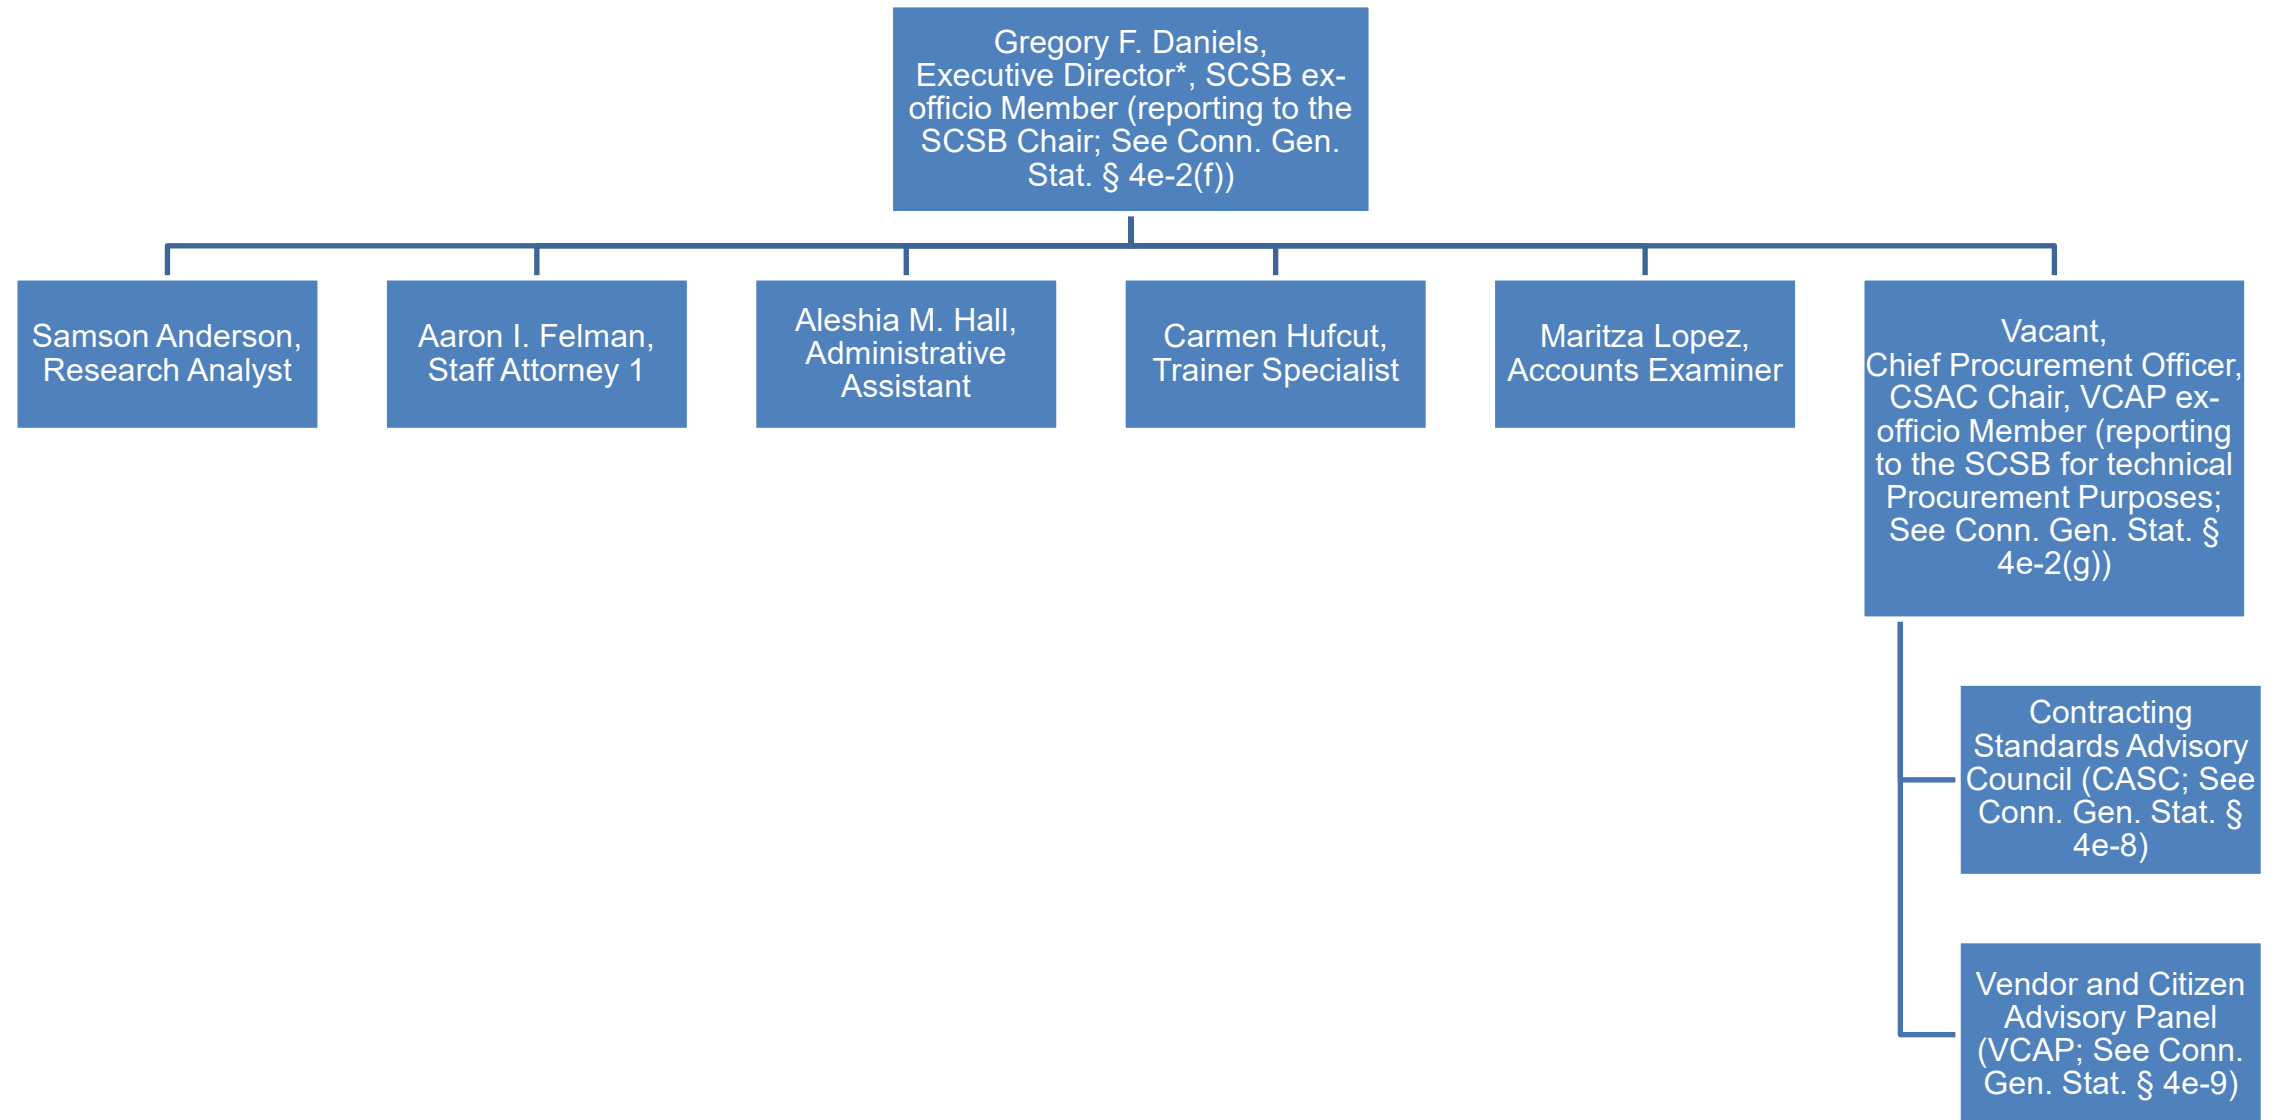 Gregory F. Daniels,
Executive Director*, SCSB ex-
officio Member (reporting to the
SCSB Chair; See Conn. Gen.
Stat. § 4e-2(f))
Samson Anderson,
Research Analyst
Aaron I. Felman,
Staff Attorney 1
Aleshia M. Hall,
Administrative
Assistant
Carmen Hufcut,
Trainer Specialist
Maritza Lopez,
Accounts Examiner
Vacant,
Chief Procurement Officer,
CSAC Chair, VCAP ex-
officio Member (reporting
to the SCSB for technical
Procurement Purposes;
See Conn. Gen. Stat. §
4e-2(g))
Contracting
Standards Advisory
Council (CASC; See
Conn. Gen. Stat. §
4e-8)
Vendor and Citizen
Advisory Panel
(VCAP; See Conn.
Gen. Stat. § 4e-9)